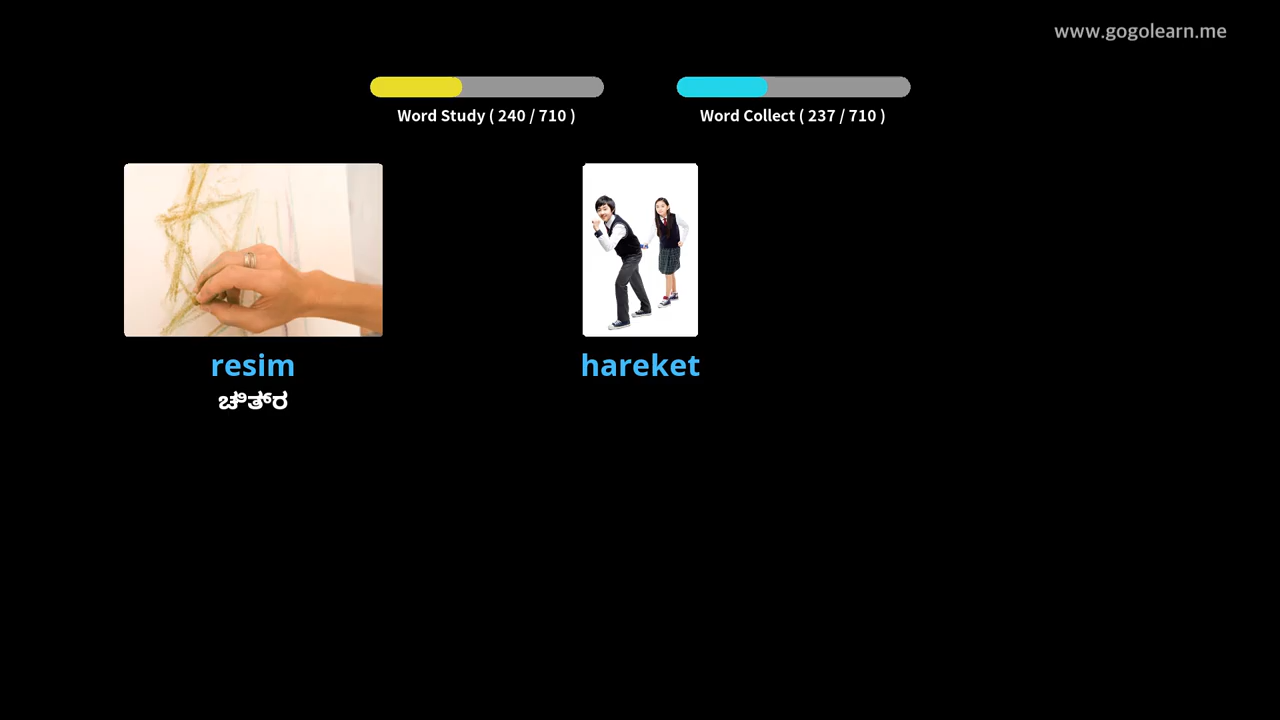 www.gogolearn.me
Word Study ( 240 / 710 )
Word Collect ( 237 / 710 )
resim
ಚಿತ್ರ
hareket